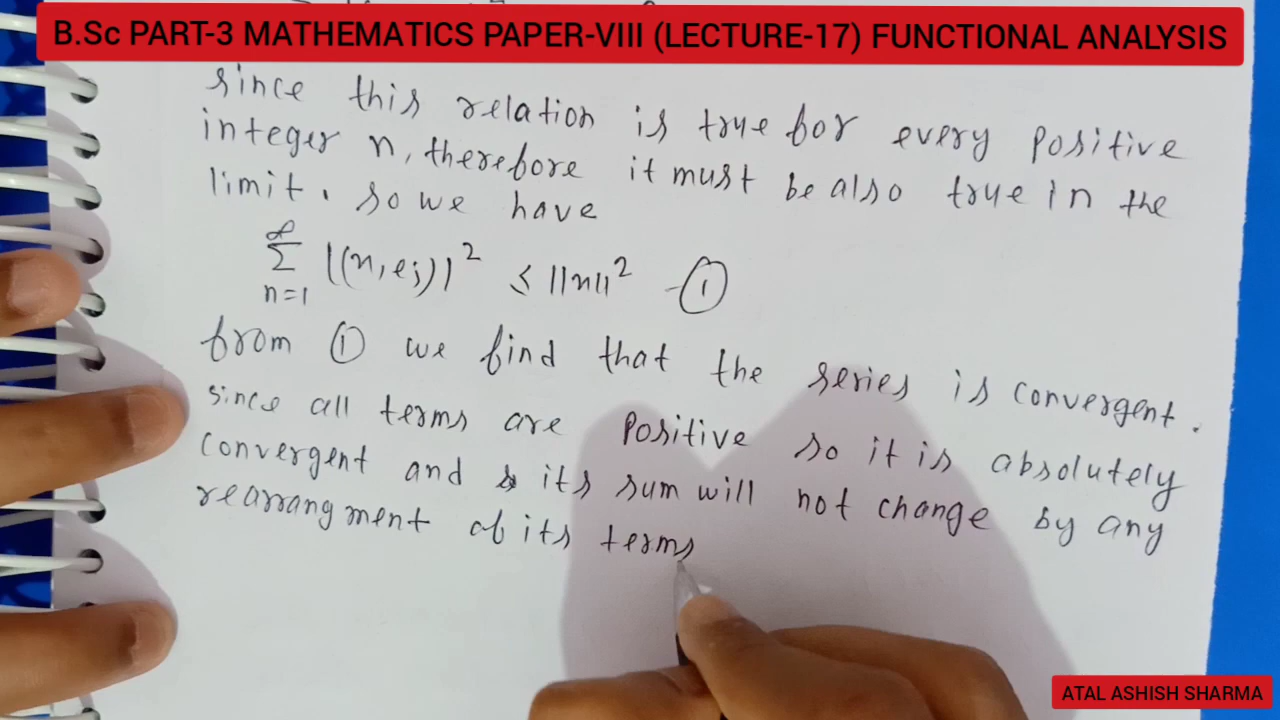 B.Sc PART-3 MATHEMATICS PAPER-VIII (LECTURE-17) FUNCTIONAL ANALYSIS
since this relation is true for every positive
integer n, therefore it must be also true in the
limit. so we have
∞
Σ |(x, ej)|² ≤ ||x||² - ①
n=1
from ① we find that the series is convergent.
since all terms are Positive so it is absolutely
convergent and its sum will not change by any
rearrangment of its terms
ATAL ASHISH SHARMA